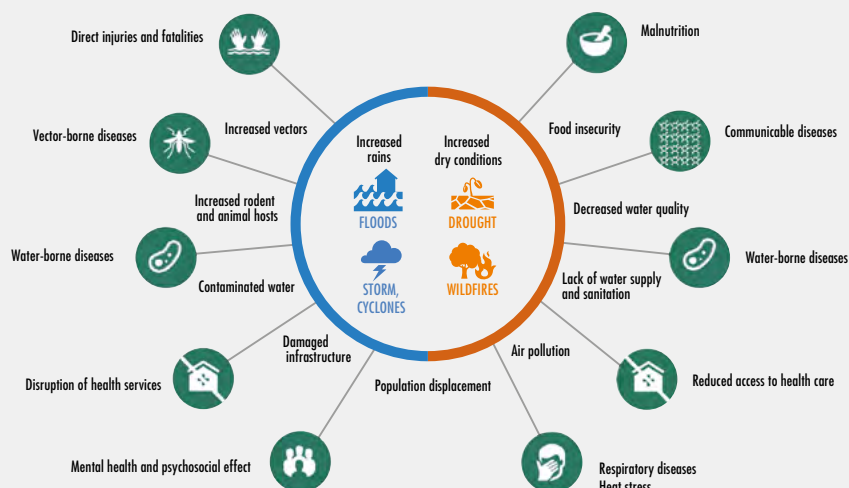 Direct injuries and fatalities
Malnutrition
Vector-borne diseases
Increased vectors
Increased
rains
Increased
dry conditions
Food insecurity
Communicable diseases
Increased rodent
and animal hosts
FLOODS
DROUGHT
Decreased water quality
Water-borne diseases
Contaminated water
STORM,
CYCLONES
WILDFIRES
Lack of water supply
and sanitation
Water-borne diseases
Damaged
infrastructure
Air pollution
Disruption of health services
Population displacement
Reduced access to health care
Mental health and psychosocial effect
Respiratory diseases
Heat stress